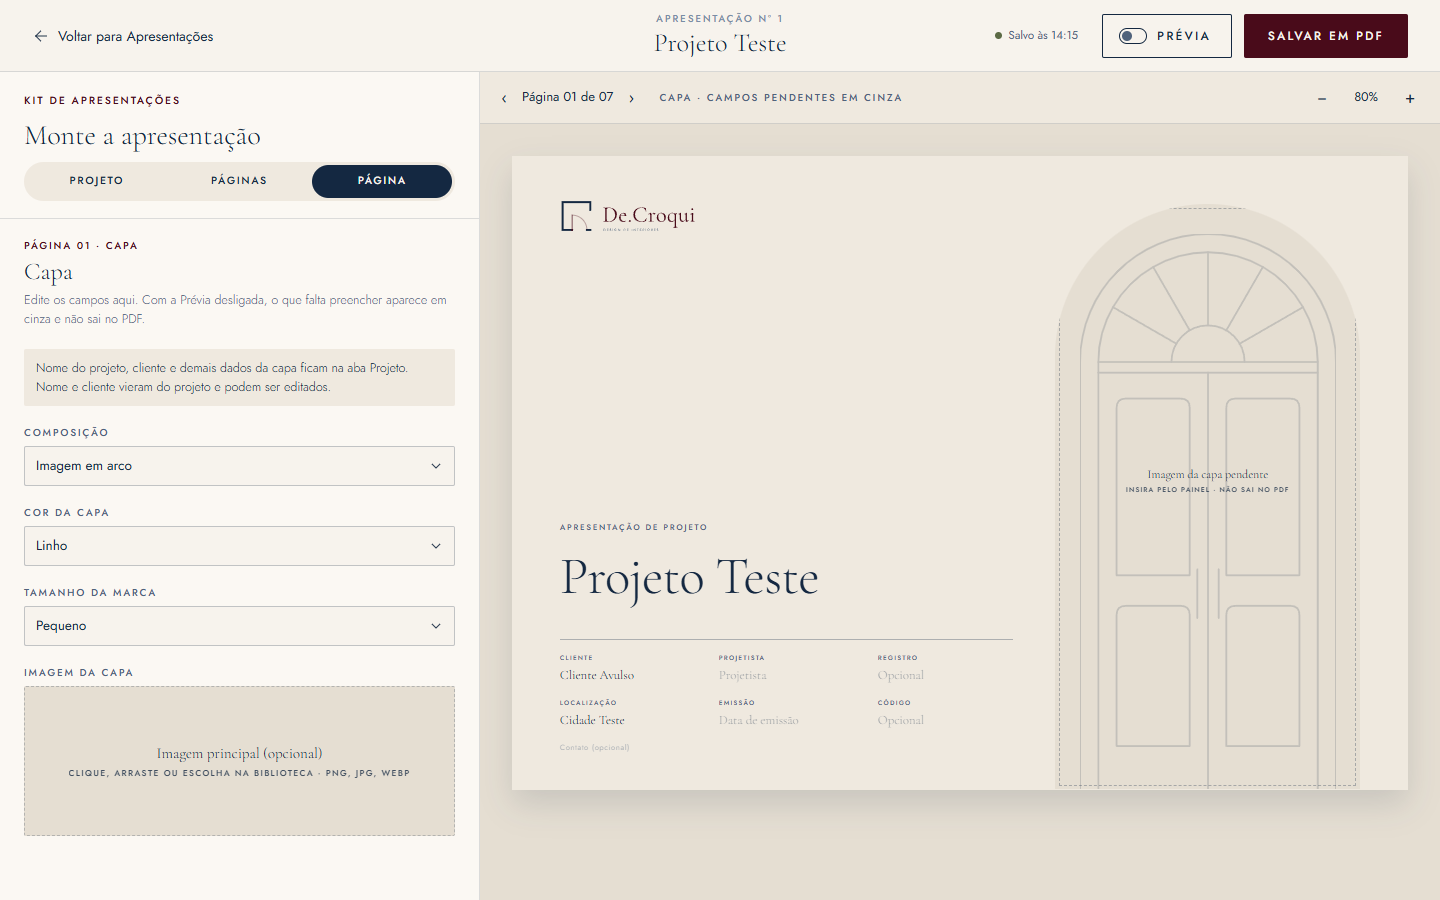 Voltar para Apresentações
APRESENTAÇÃO Nº 1
Projeto Teste
Salvo às 14:15
PRÉVIA
SALVAR EM PDF
KIT DE APRESENTAÇÕES
Monte a apresentação
PROJETO
PÁGINAS
PÁGINA
PÁGINA 01 · CAPA
Capa
Edite os campos aqui. Com a Prévia desligada, o que falta preencher aparece em
cinza e não sai no PDF.
Nome do projeto, cliente e demais dados da capa ficam na aba Projeto.
Nome e cliente vieram do projeto e podem ser editados.
COMPOSIÇÃO
Imagem em arco
COR DA CAPA
Linho
TAMANHO DA MARCA
Pequeno
IMAGEM DA CAPA
Imagem principal (opcional)
CLIQUE, ARRASTE OU ESCOLHA NA BIBLIOTECA · PNG, JPG, WEBP
Página 01 de 07
CAPA · CAMPOS PENDENTES EM CINZA
80%
De.Croqui
DESIGN DE INTERIORES
APRESENTAÇÃO DE PROJETO
Projeto Teste
CLIENTE
Cliente Avulso
PROJETISTA
Projetista
REGISTRO
Opcional
LOCALIZAÇÃO
Cidade Teste
EMISSÃO
Data de emissão
CÓDIGO
Opcional
Contato (opcional)
Imagem da capa pendente
INSIRA PELO PAINEL · NÃO SAI NO PDF